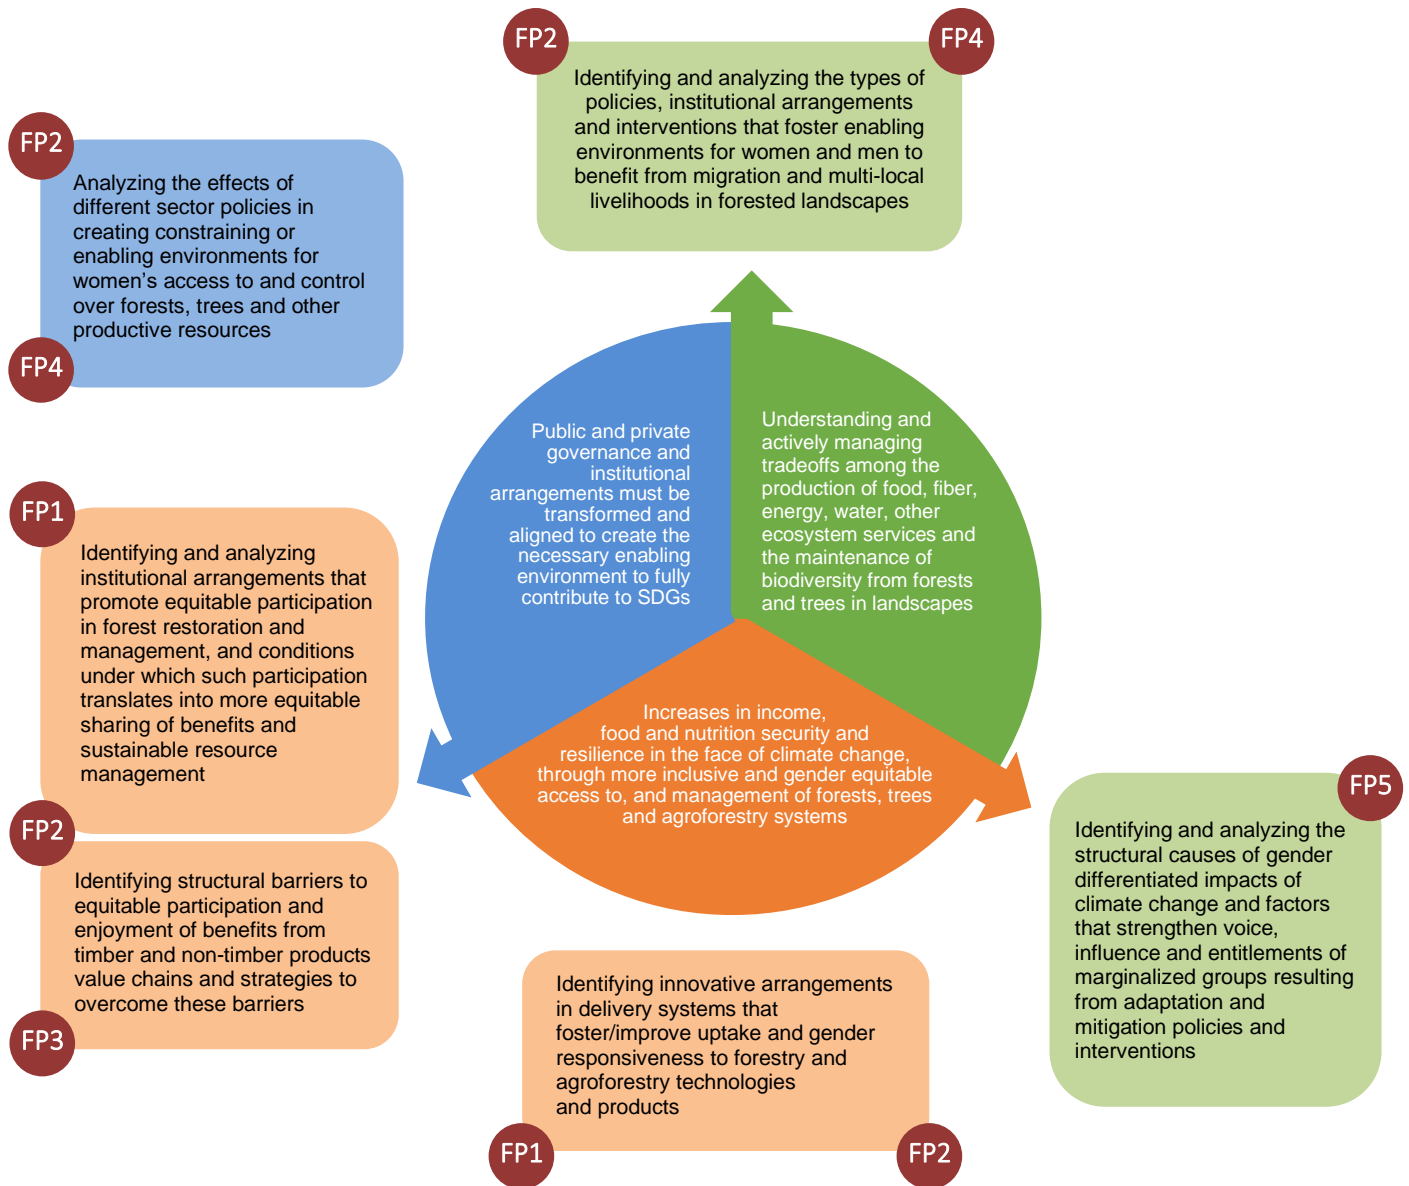 FP2
FP4
Identifying and analyzing the types of
policies, institutional arrangements
and interventions that foster enabling
environments for women and men to
benefit from migration and multi-local
livelihoods in forested landscapes
FP2
Analyzing the effects of
different sector policies in
creating constraining or
enabling environments for
women’s access to and control
over forests, trees and other
productive resources
FP4
Public and private
governance and
institutional
arrangements must be
transformed and
aligned to create the
necessary enabling
environment to fully
contribute to SDGs
Understanding and
actively managing
tradeoffs among the
production of food, fiber,
energy, water, other
ecosystem services and
the maintenance of
biodiversity from forests
and trees in landscapes
Increases in income,
food and nutrition security and
resilience in the face of climate change,
through more inclusive and gender equitable
access to, and management of forests, trees
and agroforestry systems
FP1
Identifying and analyzing
institutional arrangements that
promote equitable participation
in forest restoration and
management, and conditions
under which such participation
translates into more equitable
sharing of benefits and
sustainable resource
management
FP2
Identifying structural barriers to
equitable participation and
enjoyment of benefits from
timber and non-timber products
value chains and strategies to
overcome these barriers
FP3
Identifying innovative arrangements
in delivery systems that
foster/improve uptake and gender
responsiveness to forestry and
agroforestry technologies
and products
FP1
FP2
FP5
Identifying and analyzing the
structural causes of gender
differentiated impacts of
climate change and factors
that strengthen voice,
influence and entitlements of
marginalized groups resulting
from adaptation and
mitigation policies and
interventions